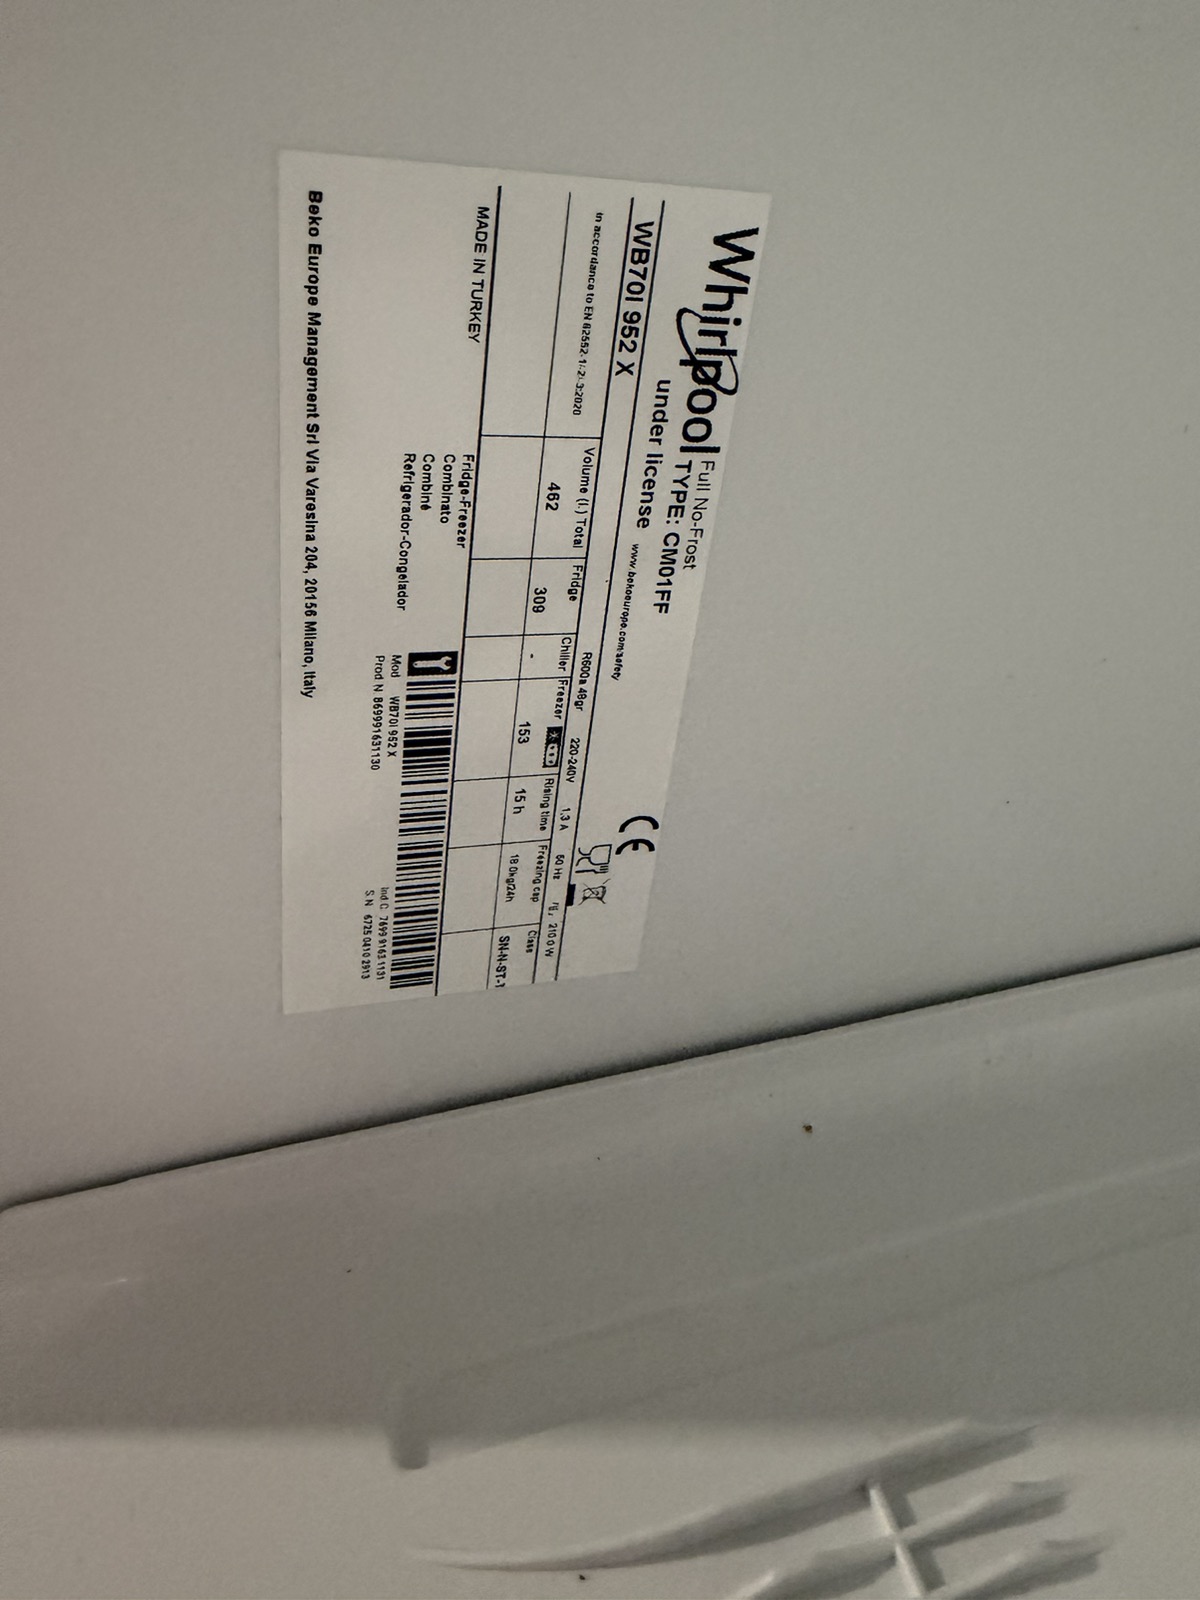 Whirlpool Full No-Frost
TYPE: CM01FF
under license www.bekoeurope.com/safety
WB70I 952 X
R600a 220-240V 1,3 A 50 Hz 210.0 W
in accordance to EN 62552-1/-2/-3:2020
Volume (l.) Total Fridge Chiller Freezer Rising time Freezing cap Class
462 309 - 153 15 h 18.0kg/24h SN-N-ST-T
MADE IN TURKEY
Fridge-Freezer
Combinato
Combiné
Refrigerador-Congelador
Mod WB70I 952 X
Prod N 869991631130
Ind.C. 7699 9163 1131
S.N. 6725 0410 2913
Beko Europe Management Srl Via Varesina 204, 20156 Milano, Italy